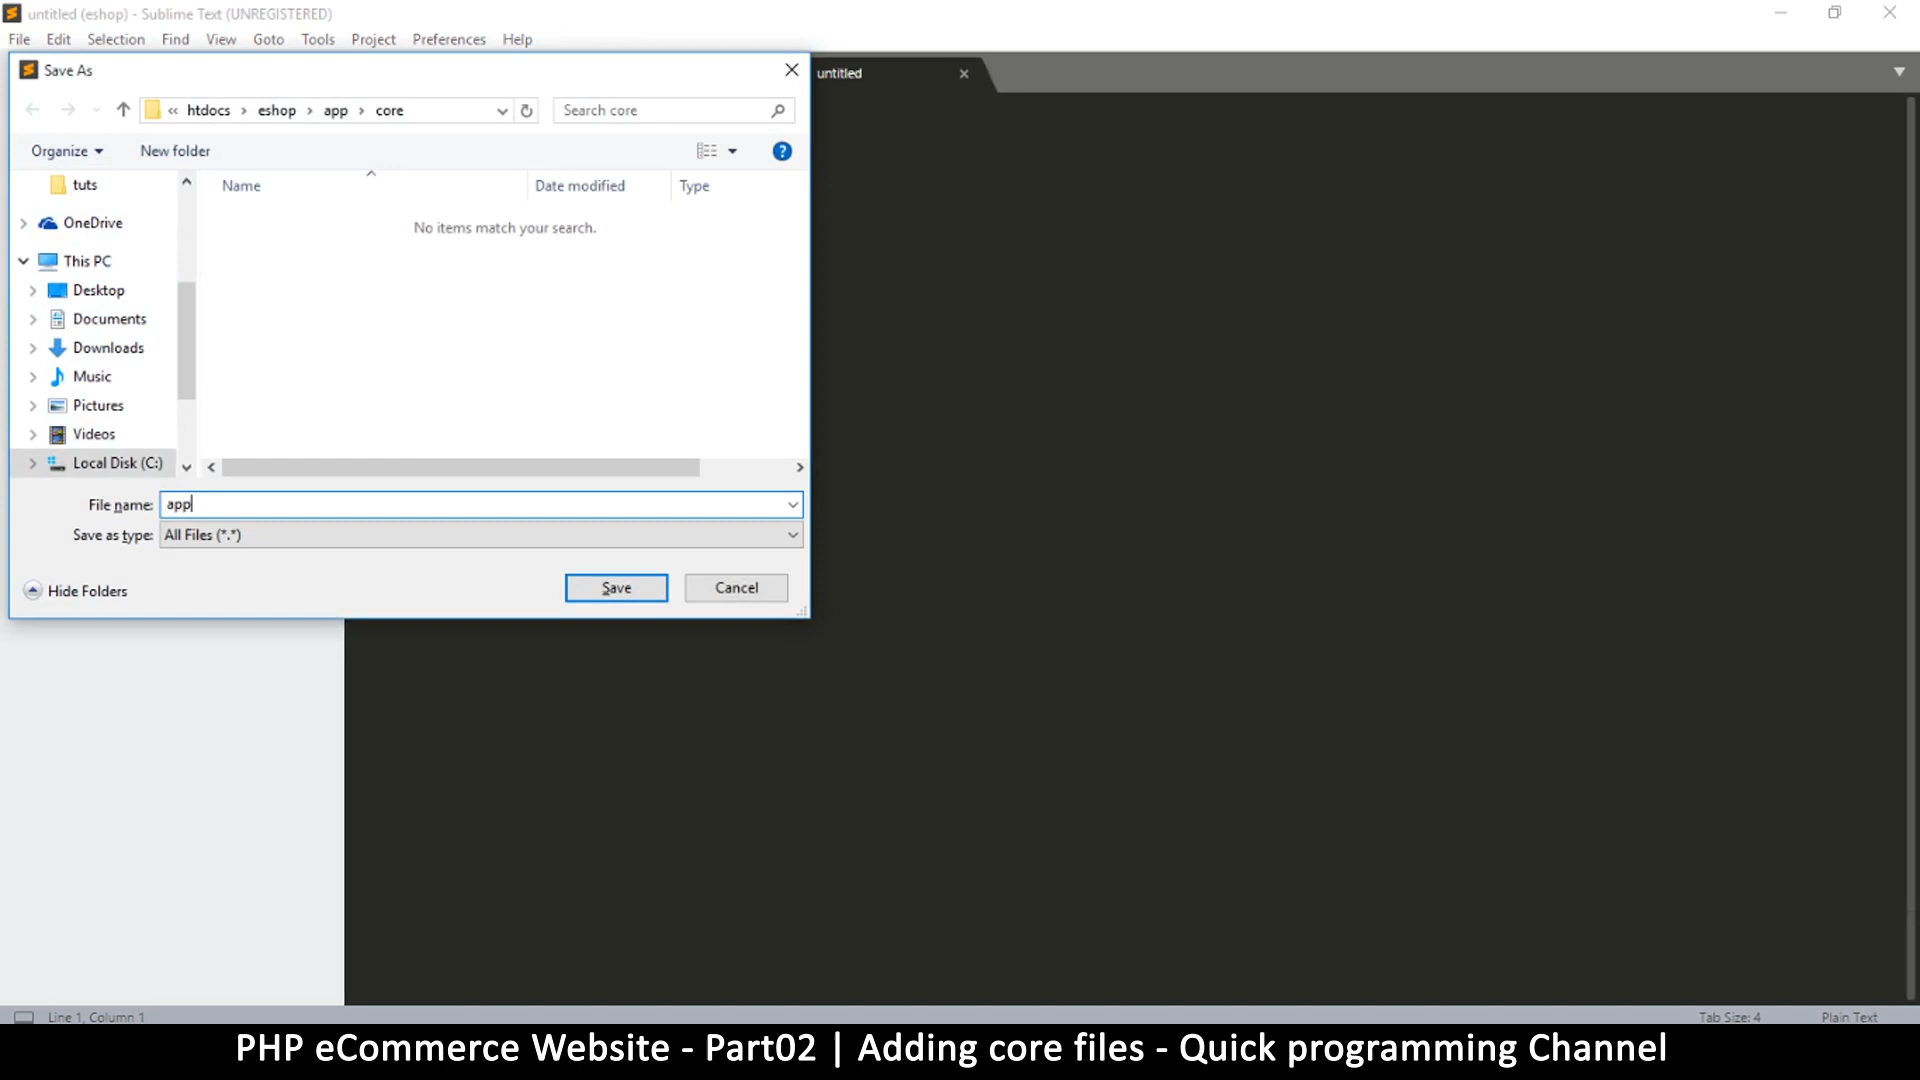 untitled (eshop) - Sublime Text (UNREGISTERED)
File Edit Selection Find View Goto Tools Project Preferences Help
Save As
untitled
« htdocs › eshop › app › core
Search core
Organize
New folder
Name
Date modified
Type
No items match your search.
tuts
OneDrive
This PC
Desktop
Documents
Downloads
Music
Pictures
Videos
Local Disk (C:)
File name: app
Save as type: All Files (*.*)
Hide Folders
Save
Cancel
Line 1, Column 1
Tab Size: 4
Plain Text
PHP eCommerce Website - Part02 | Adding core files - Quick programming Channel